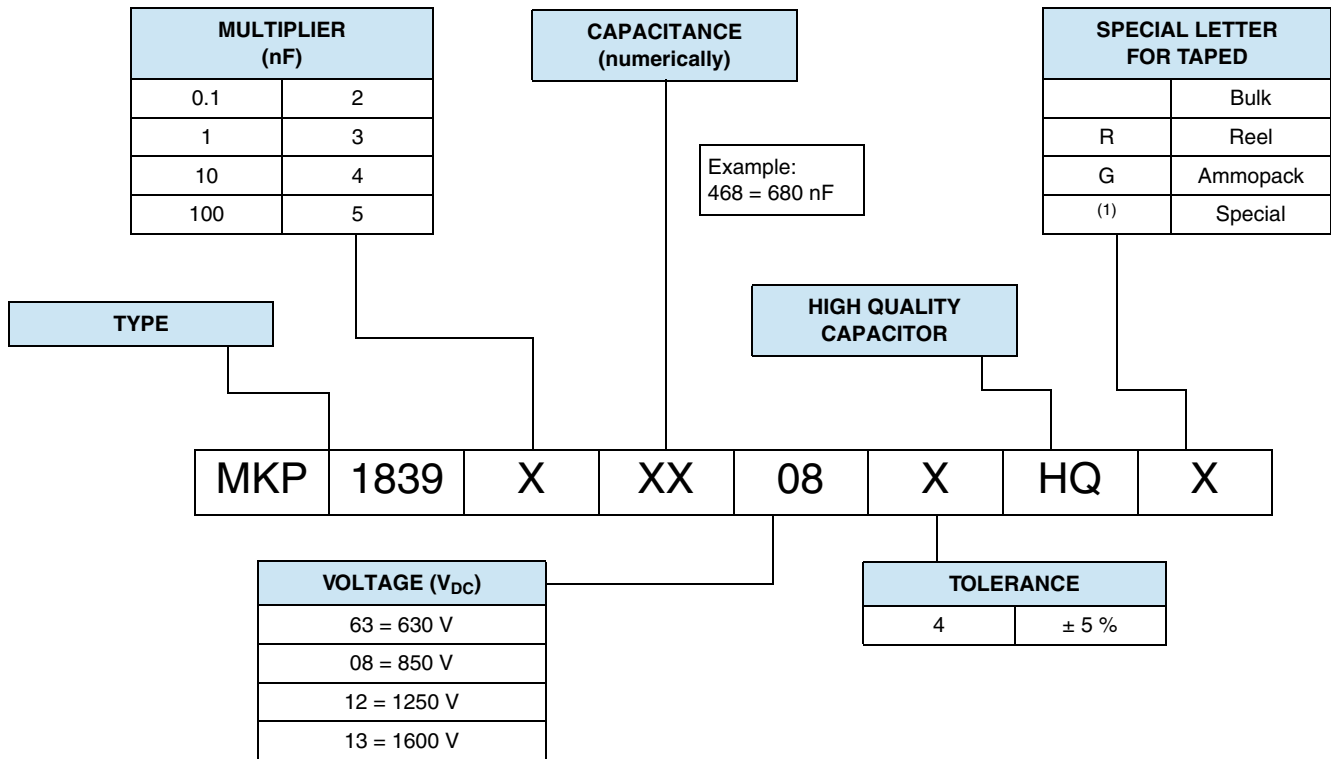 MULTIPLIER
(nF)
0.1 2
1 3
10 4
100 5
CAPACITANCE
(numerically)
Example:
468 = 680 nF
SPECIAL LETTER
FOR TAPED
Bulk
R Reel
G Ammopack
(1) Special
TYPE
HIGH QUALITY
CAPACITOR
MKP 1839 X XX 08 X HQ X
VOLTAGE (VDC)
63 = 630 V
08 = 850 V
12 = 1250 V
13 = 1600 V
TOLERANCE
4 ± 5 %